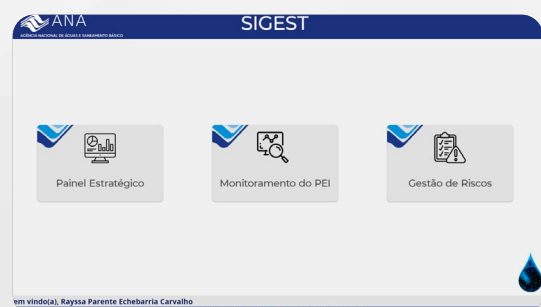 ANA
AGÊNCIA NACIONAL DE ÁGUAS E SANEAMENTO BÁSICO
SIGEST
Painel Estratégico
Monitoramento do PEI
Gestão de Riscos
em vindo(a), Rayssa Parente Echebarria Carvalho